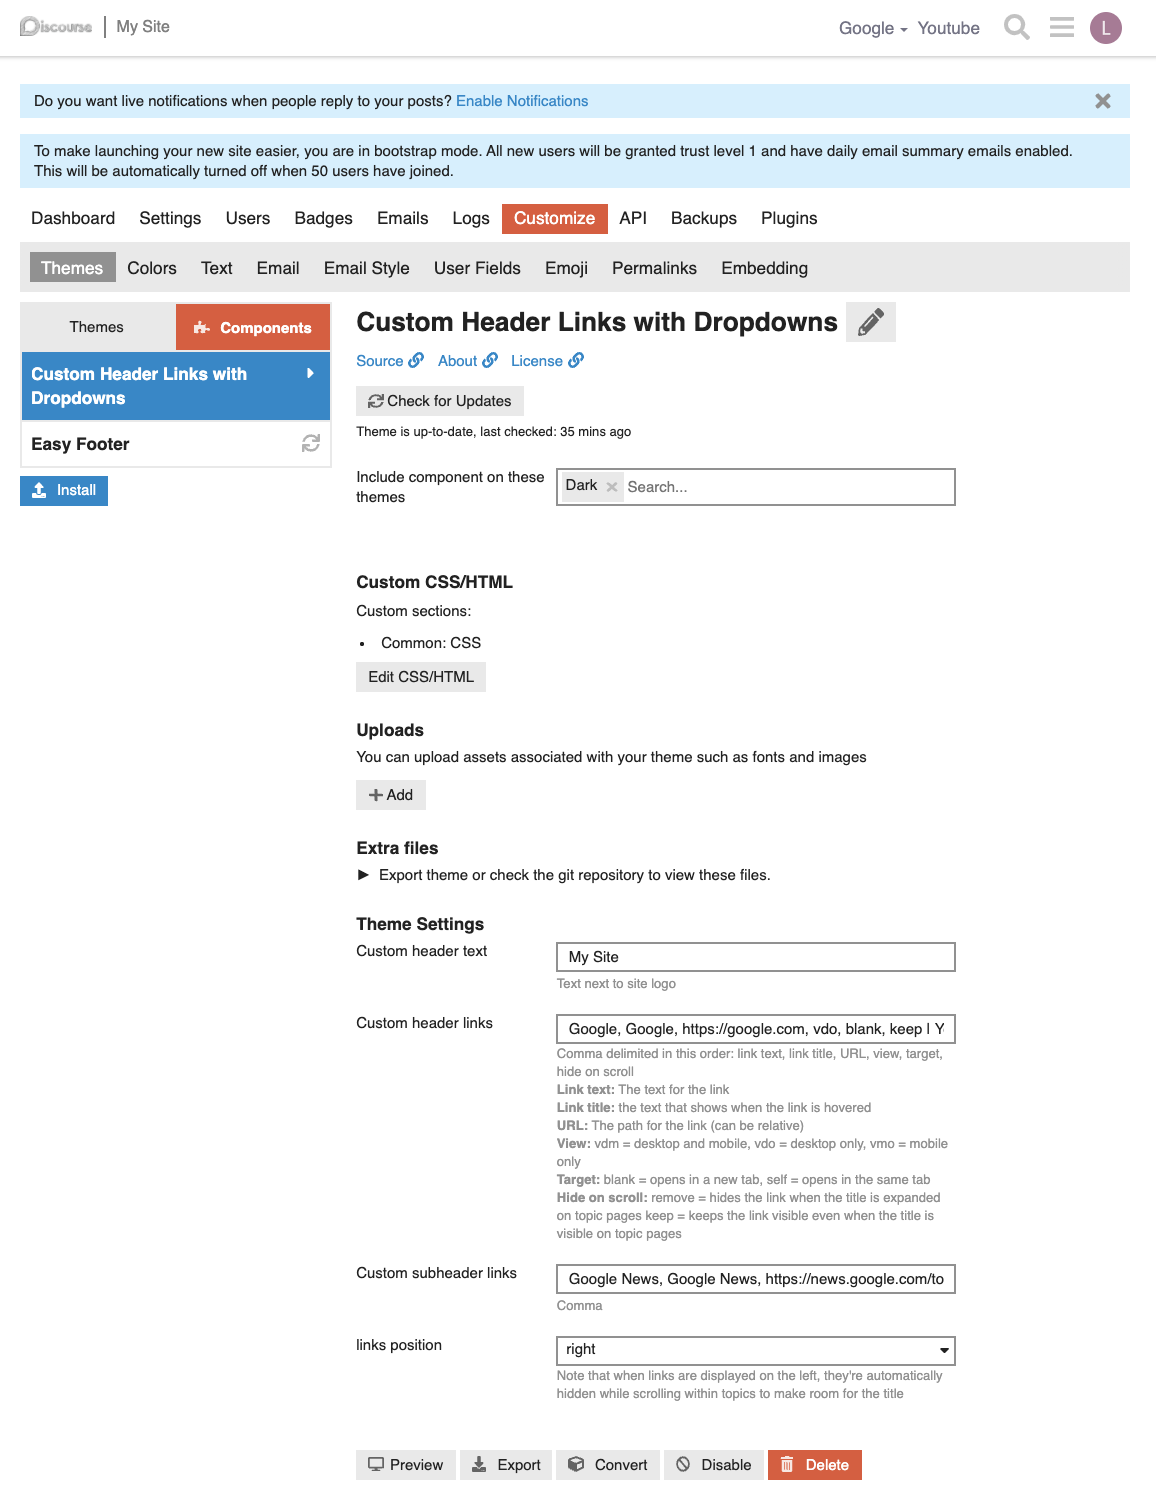 Discourse | My Site
Google Youtube L
Do you want live notifications when people reply to your posts? Enable Notifications
To make launching your new site easier, you are in bootstrap mode. All new users will be granted trust level 1 and have daily email summary emails enabled.
This will be automatically turned off when 50 users have joined.
Dashboard Settings Users Badges Emails Logs Customize API Backups Plugins
Themes Colors Text Email Email Style User Fields Emoji Permalinks Embedding
Themes Components
Custom Header Links with
Dropdowns
Easy Footer
Install
Custom Header Links with Dropdowns
Source About License
Check for Updates
Theme is up-to-date, last checked: 35 mins ago
Include component on these
themes
Dark Search...
Custom CSS/HTML
Custom sections:
• Common: CSS
Edit CSS/HTML
Uploads
You can upload assets associated with your theme such as fonts and images
Add
Extra files
Export theme or check the git repository to view these files.
Theme Settings
Custom header text
My Site
Text next to site logo
Custom header links
Google, Google, https://google.com, vdo, blank, keep | Y
Comma delimited in this order: link text, link title, URL, view, target,
hide on scroll
Link text: The text for the link
Link title: the text that shows when the link is hovered
URL: The path for the link (can be relative)
View: vdm = desktop and mobile, vdo = desktop only, vmo = mobile
only
Target: blank = opens in a new tab, self = opens in the same tab
Hide on scroll: remove = hides the link when the title is expanded
on topic pages keep = keeps the link visible even when the title is
visible on topic pages
Custom subheader links
Google News, Google News, https://news.google.com/to
Comma
links position
right
Note that when links are displayed on the left, they're automatically
hidden while scrolling within topics to make room for the title
Preview Export Convert Disable Delete